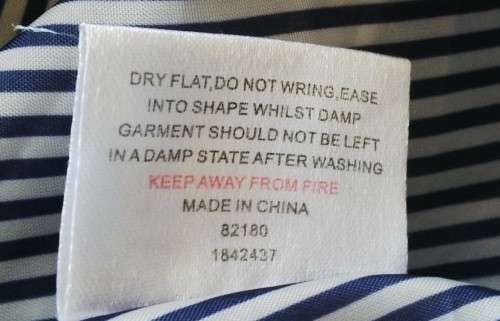 DRY FLAT,DO NOT WRING,EASE
INTO SHAPE WHILST DAMP
GARMENT SHOULD NOT BE LEFT
IN A DAMP STATE AFTER WASHING
KEEP AWAY FROM FIRE
MADE IN CHINA
82180
1842437